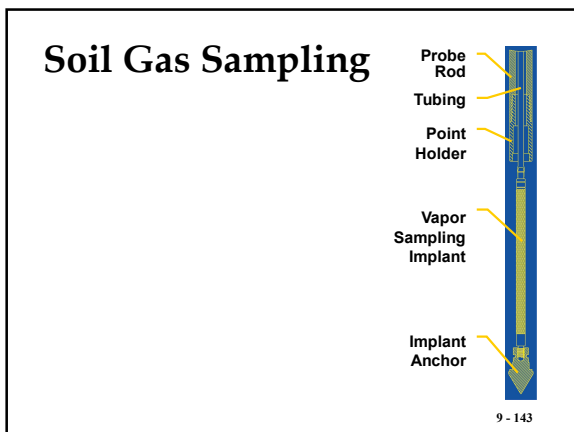 Soil Gas Sampling
Probe
Rod
Tubing
Point
Holder
Vapor
Sampling
Implant
Implant
Anchor
9 - 143